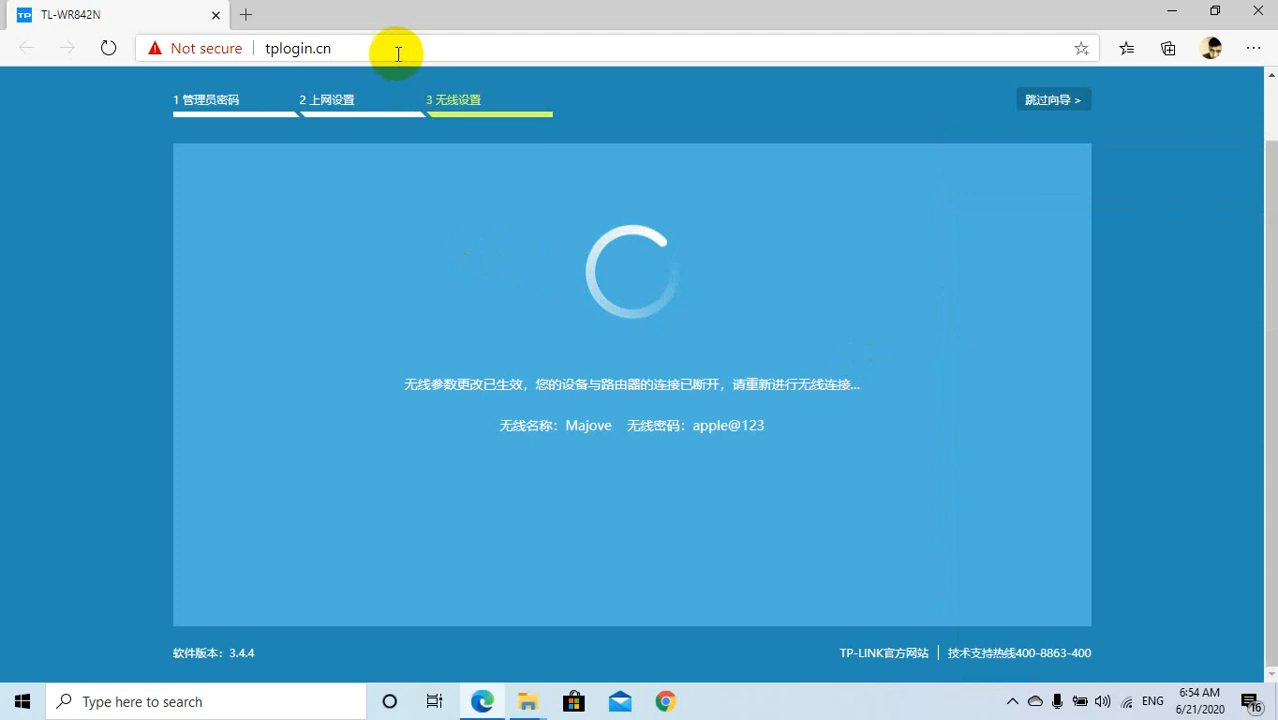 TP TL-WR842N
Not secure tplogin.cn
1 管理员密码 2 上网设置 3 无线设置 跳过向导 >
无线参数更改已生效，您的设备与路由器的连接已断开，请重新进行无线连接...
无线名称：Majove 无线密码：apple@123
软件版本：3.4.4 TP-LINK官方网站 技术支持热线400-8863-400
Type here to search ENG 6:54 AM
6/21/2020 16